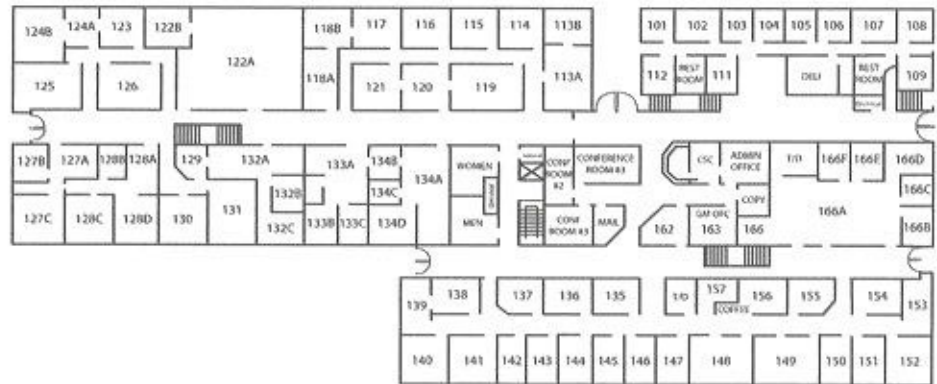 124B
124A
123
122B
118B
117
116
115
114
113B
101
102
103
104
105
106
107
108
122A
118A
113A
125
126
121
120
119
112
REST
ROOM
111
DELI
REST
ROOM
109
127B
127A
128B
128A
129
132A
133A
134B
134A
WOMEN
CONF
ROOM
#2
CONFERENCE
ROOM #3
CSC
ADMIN
OFFICE
T/D
166F
166E
166D
132B
134C
COPY
166C
127C
128C
128D
130
131
132C
133B
133C
134D
MEN
CONF
ROOM #3
MAIL
162
163
166
166A
166B
139
138
137
136
135
T/D
157
156
COFFEE
155
154
153
140
141
142
143
144
145
146
147
148
149
150
151
152